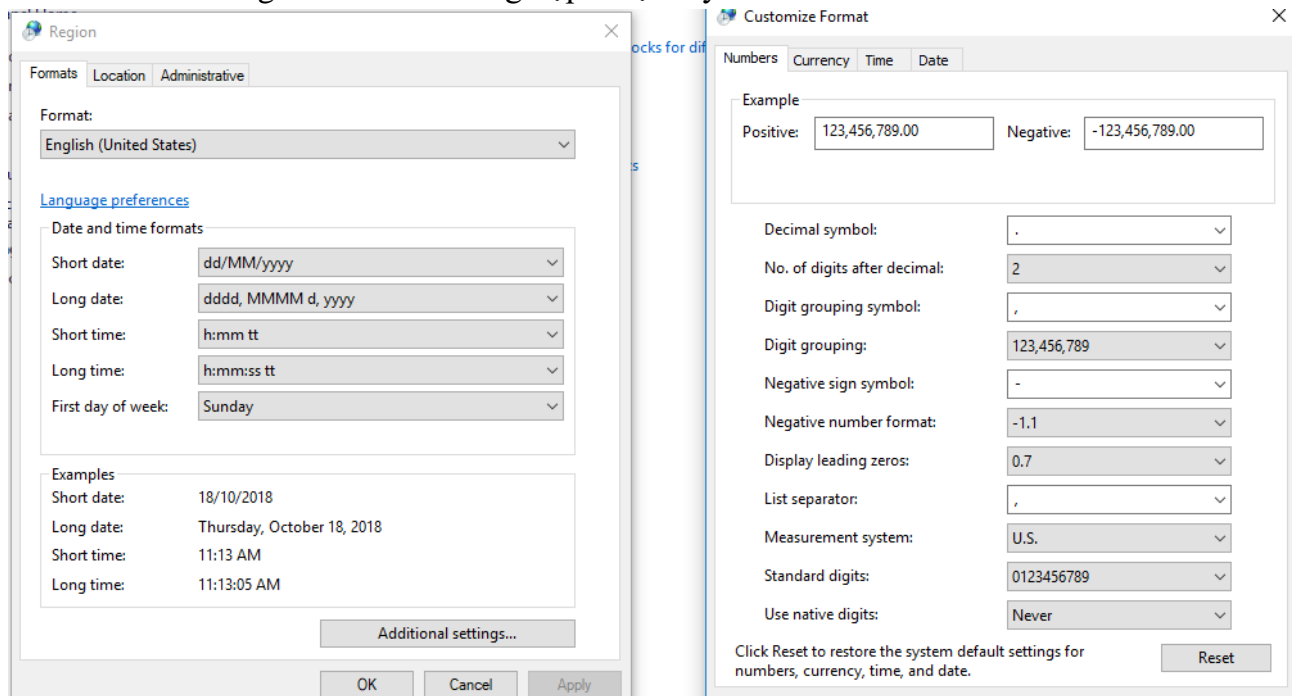 Region
Formats Location Administrative
Format:
English (United States)
Language preferences
Date and time formats
Short date: dd/MM/yyyy
Long date: dddd, MMMM d, yyyy
Short time: h:mm tt
Long time: h:mm:ss tt
First day of week: Sunday
Examples
Short date: 18/10/2018
Long date: Thursday, October 18, 2018
Short time: 11:13 AM
Long time: 11:13:05 AM
Additional settings...
OK Cancel Apply
ocks for dif
Customize Format
Numbers Currency Time Date
Example
Positive: 123,456,789.00 Negative: -123,456,789.00
Decimal symbol: .
No. of digits after decimal: 2
Digit grouping symbol: ,
Digit grouping: 123,456,789
Negative sign symbol: -
Negative number format: -1.1
Display leading zeros: 0.7
List separator: ,
Measurement system: U.S.
Standard digits: 0123456789
Use native digits: Never
Click Reset to restore the system default settings for
numbers, currency, time, and date.
Reset